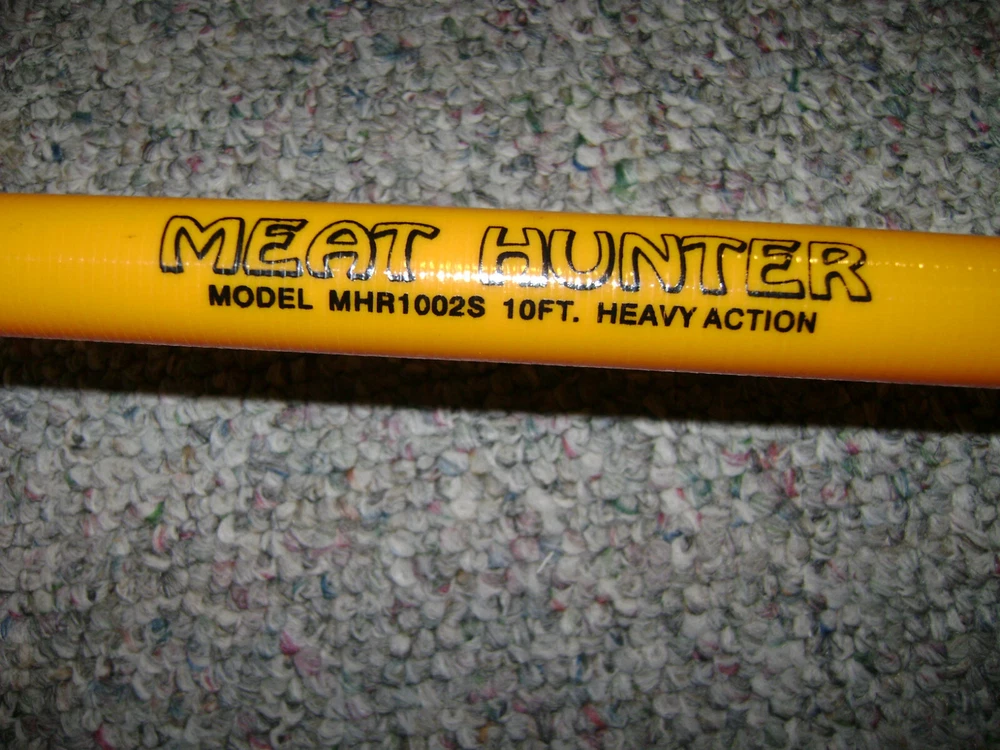 MEAT HUNTER
MODEL MHR1002S 10FT. HEAVY ACTION